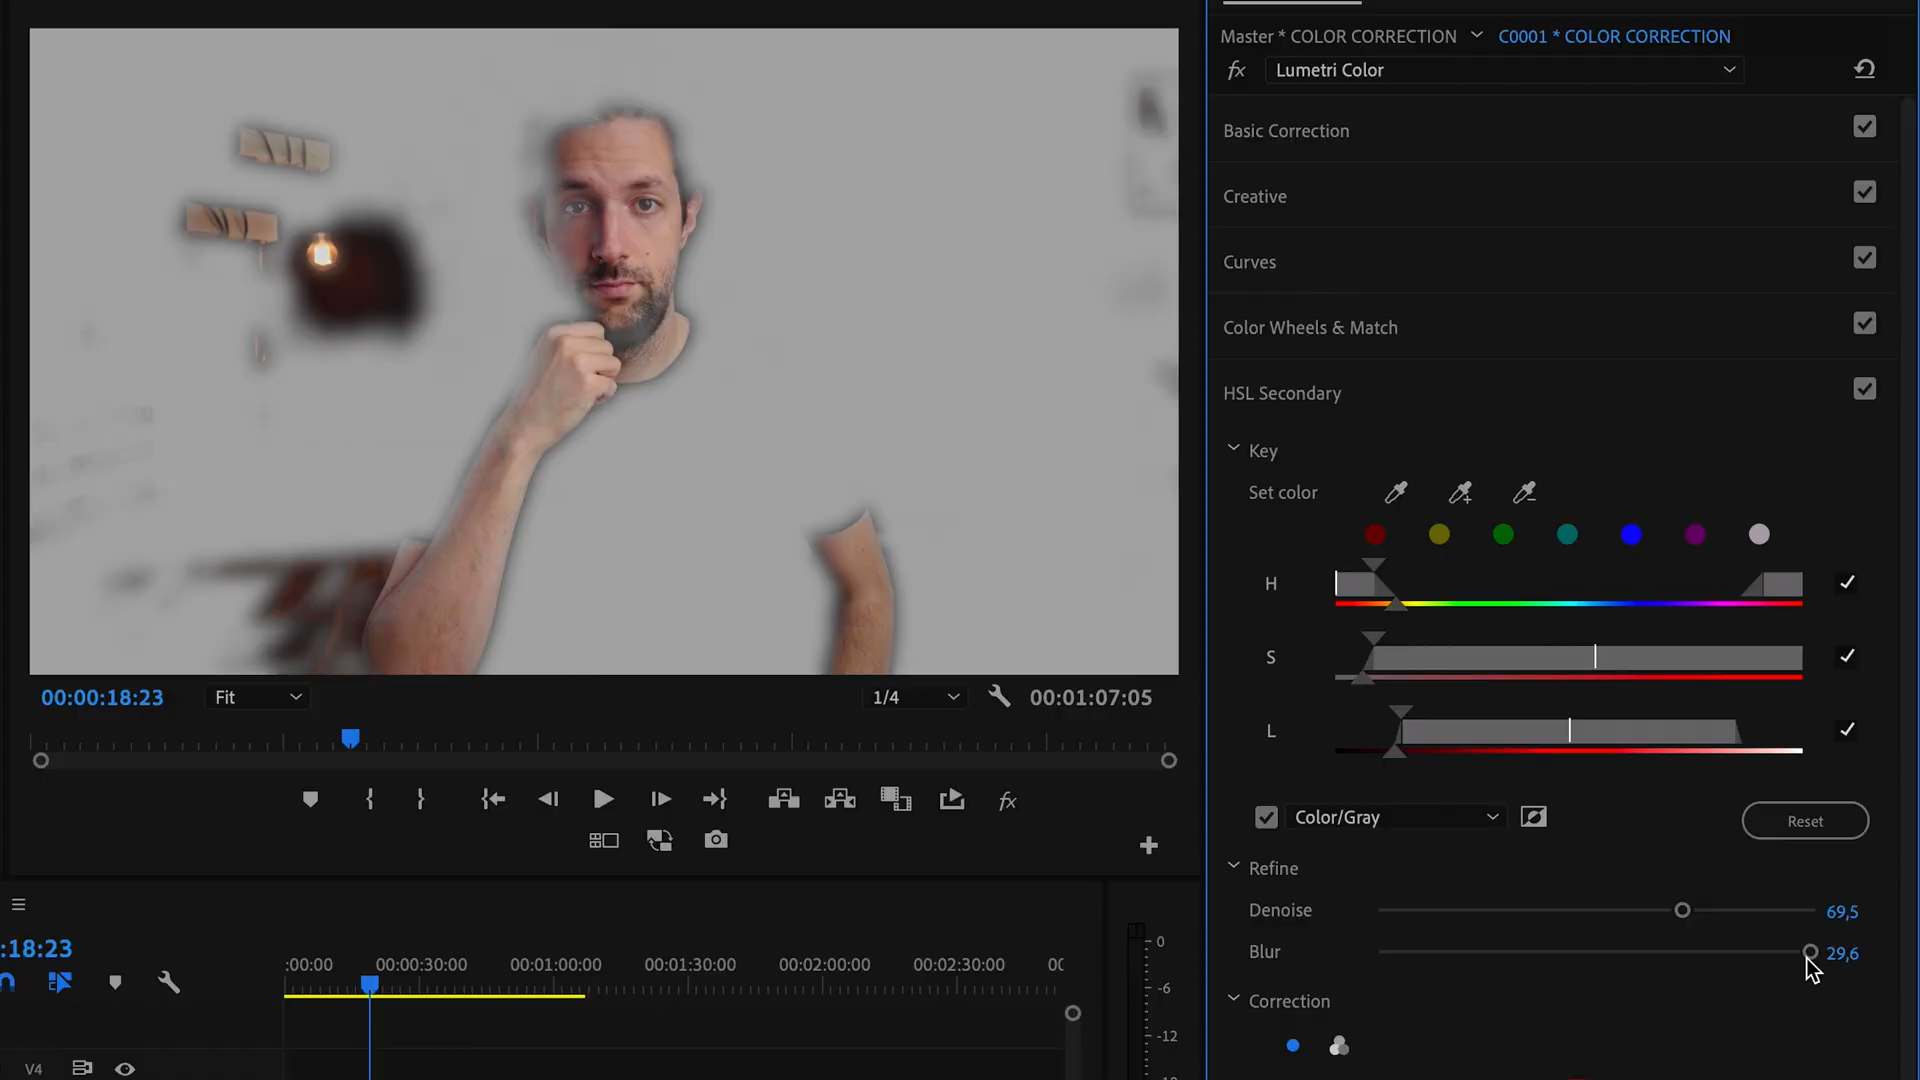 Master * COLOR CORRECTION
C0001 * COLOR CORRECTION
fx
Lumetri Color
Basic Correction
Creative
Curves
Color Wheels & Match
HSL Secondary
Key
Set color
H
S
L
Color/Gray
Reset
Refine
Denoise
69,5
Blur
29,6
Correction
00:00:18:23
Fit
1/4
00:01:07:05
fx
:18:23
:00:00
00:00:30:00
00:01:00:00
00:01:30:00
00:02:00:00
00:02:30:00
00
V4
0
-6
-12